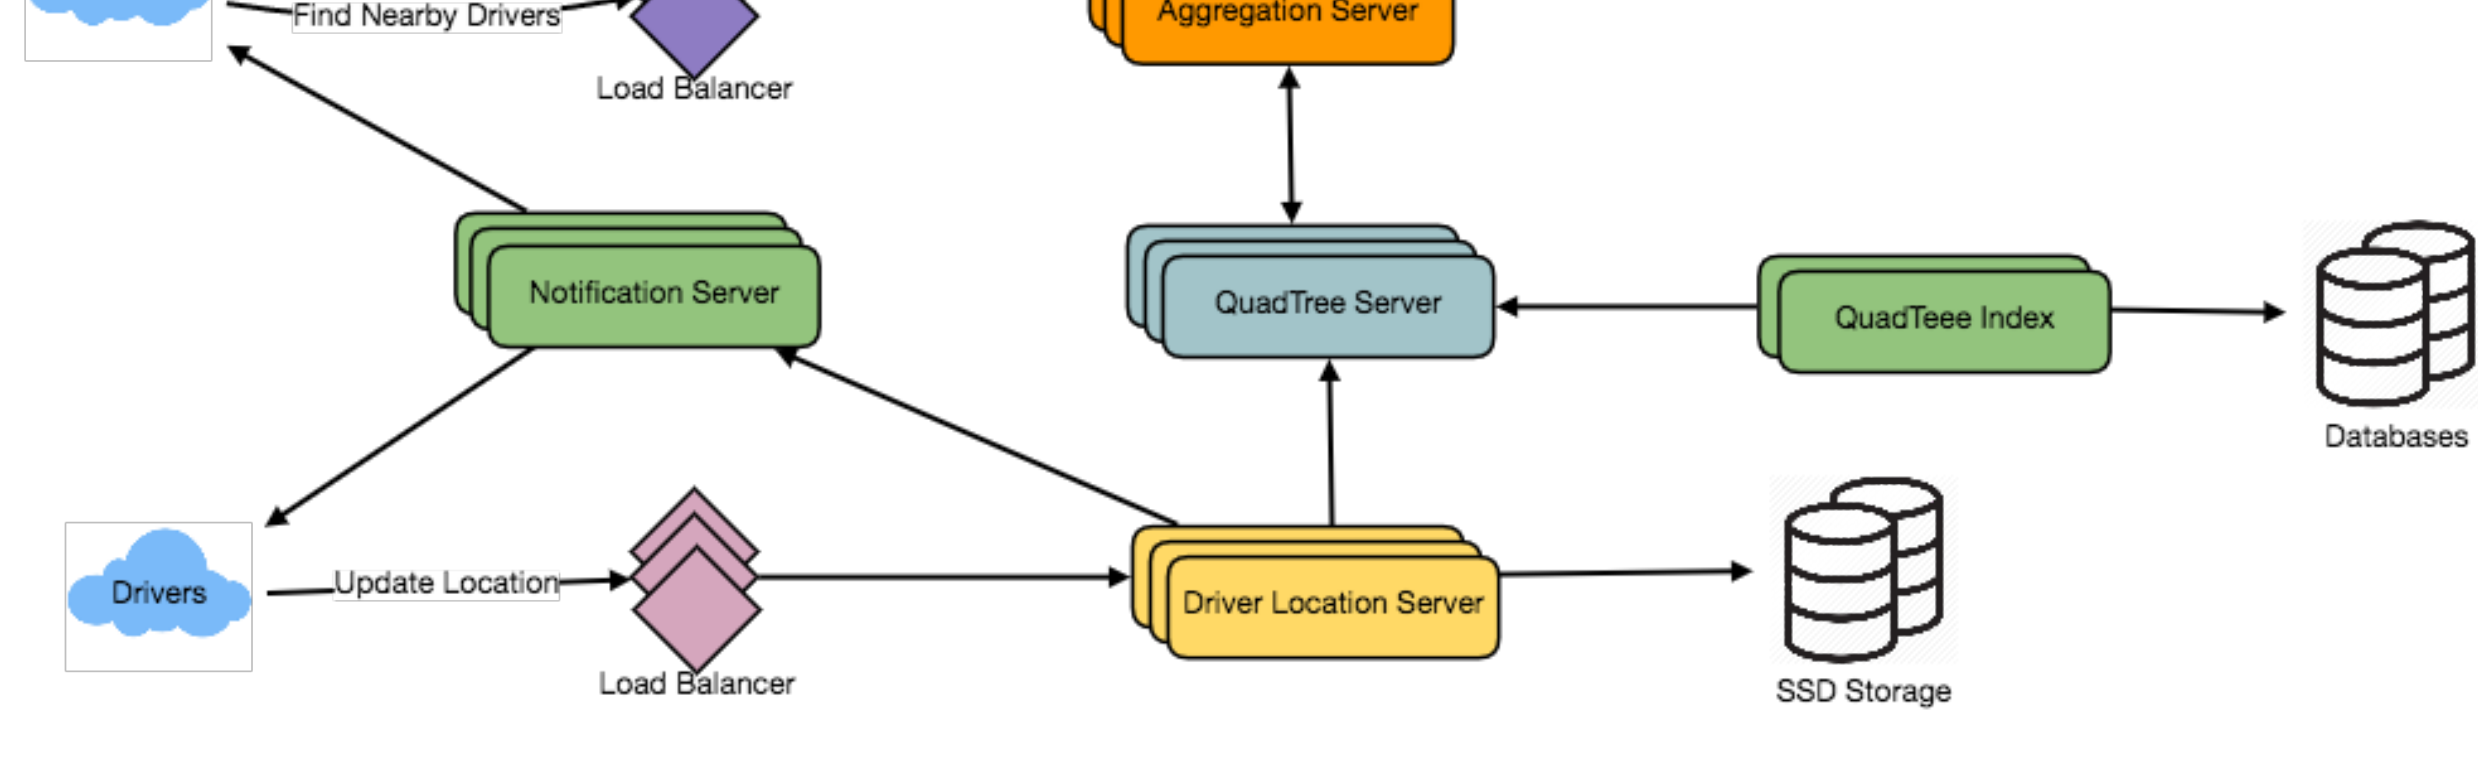 Find Nearby Drivers
Aggregation Server
Load Balancer
Notification Server
QuadTree Server
QuadTeee Index
Databases
Drivers
Update Location
Driver Location Server
Load Balancer
SSD Storage